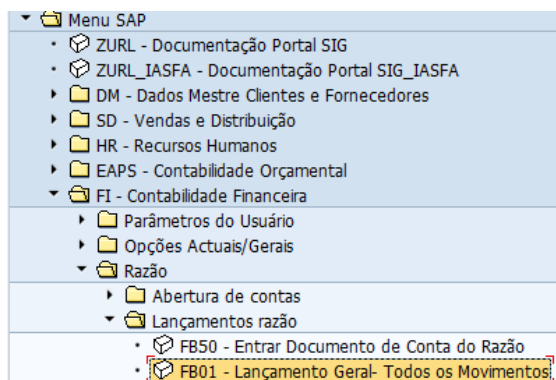 Menu SAP
ZURL - Documentação Portal SIG
ZURL_IASFA - Documentação Portal SIG_IASFA
DM - Dados Mestre Clientes e Fornecedores
SD - Vendas e Distribuição
HR - Recursos Humanos
EAPS - Contabilidade Orçamental
FI - Contabilidade Financeira
Parâmetros do Usuário
Opções Actuais/Gerais
Razão
Abertura de contas
Lançamentos razão
FB50 - Entrar Documento de Conta do Razão
FB01 - Lançamento Geral- Todos os Movimentos